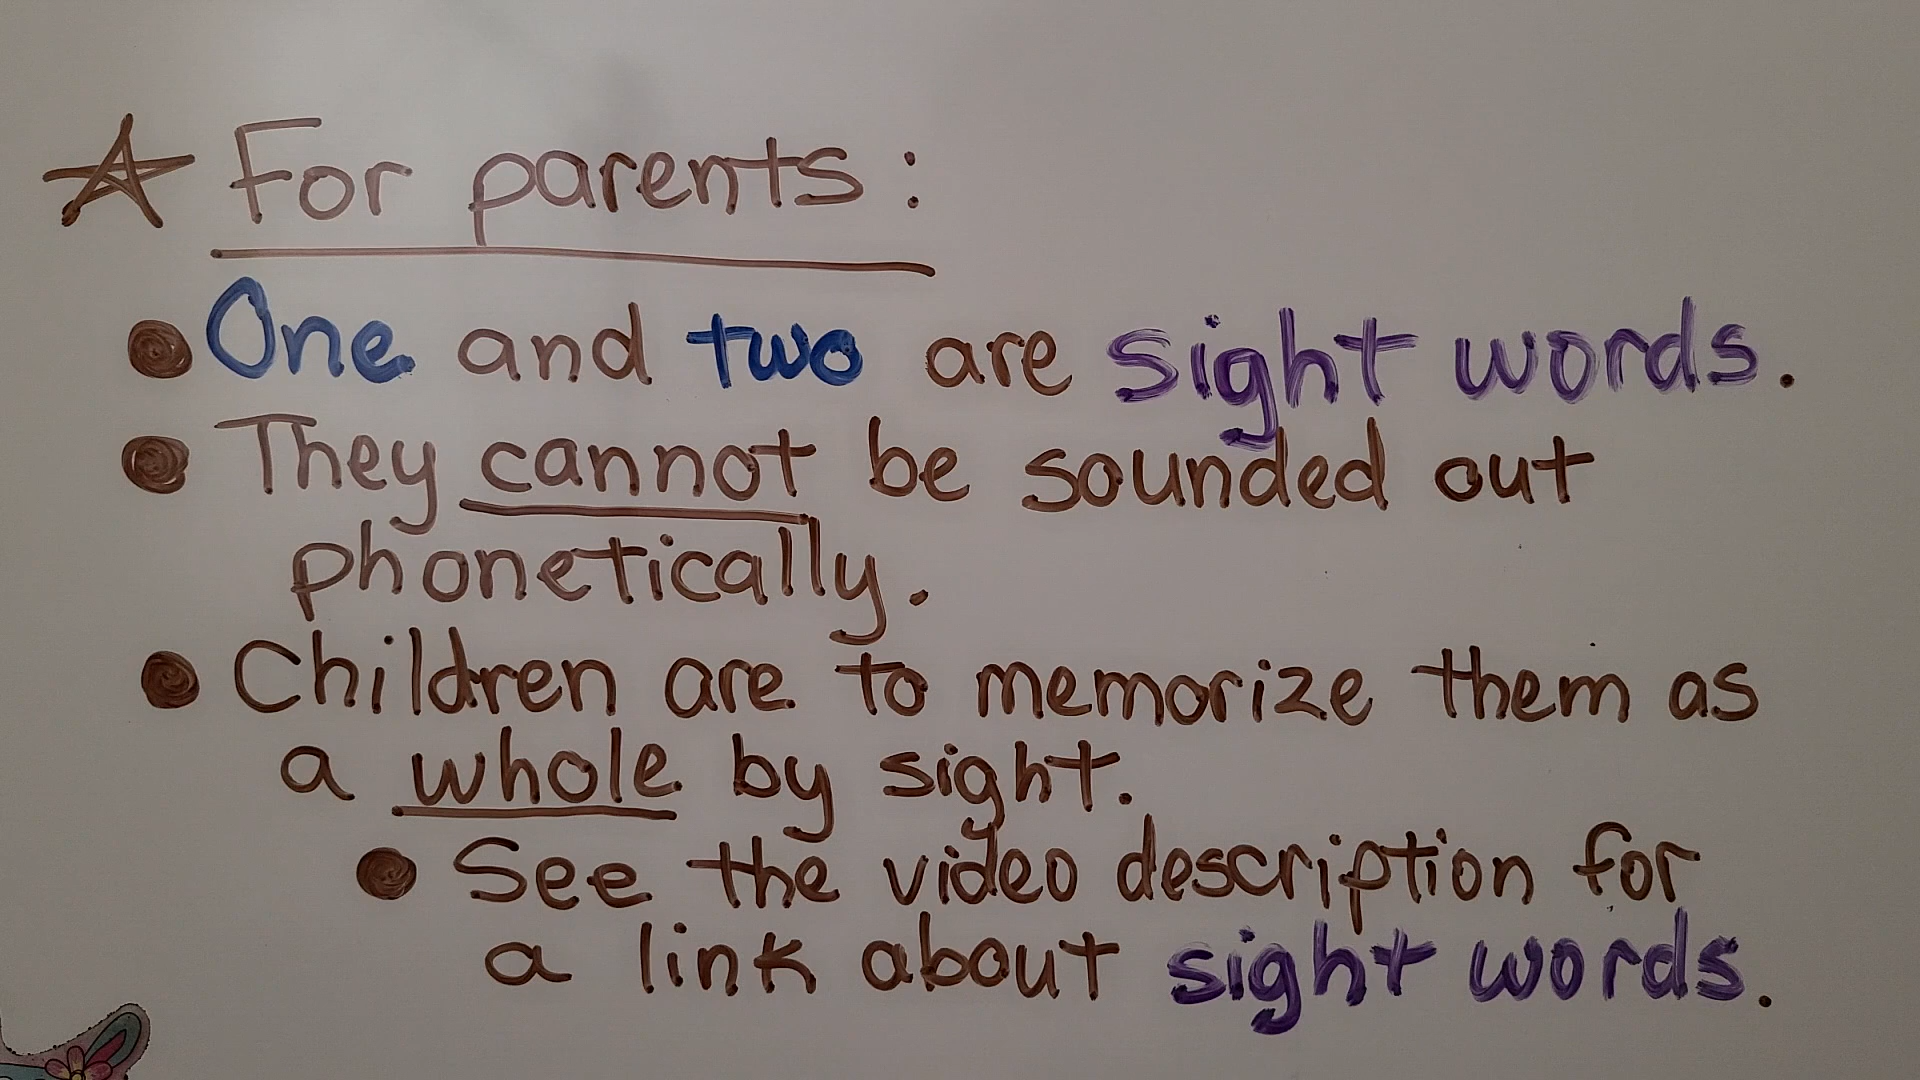 ☆ For parents:
• One and two are sight words.
• They cannot be sounded out
phonetically.
• Children are to memorize them as
a whole by sight.
• See the video description for
a link about sight words.